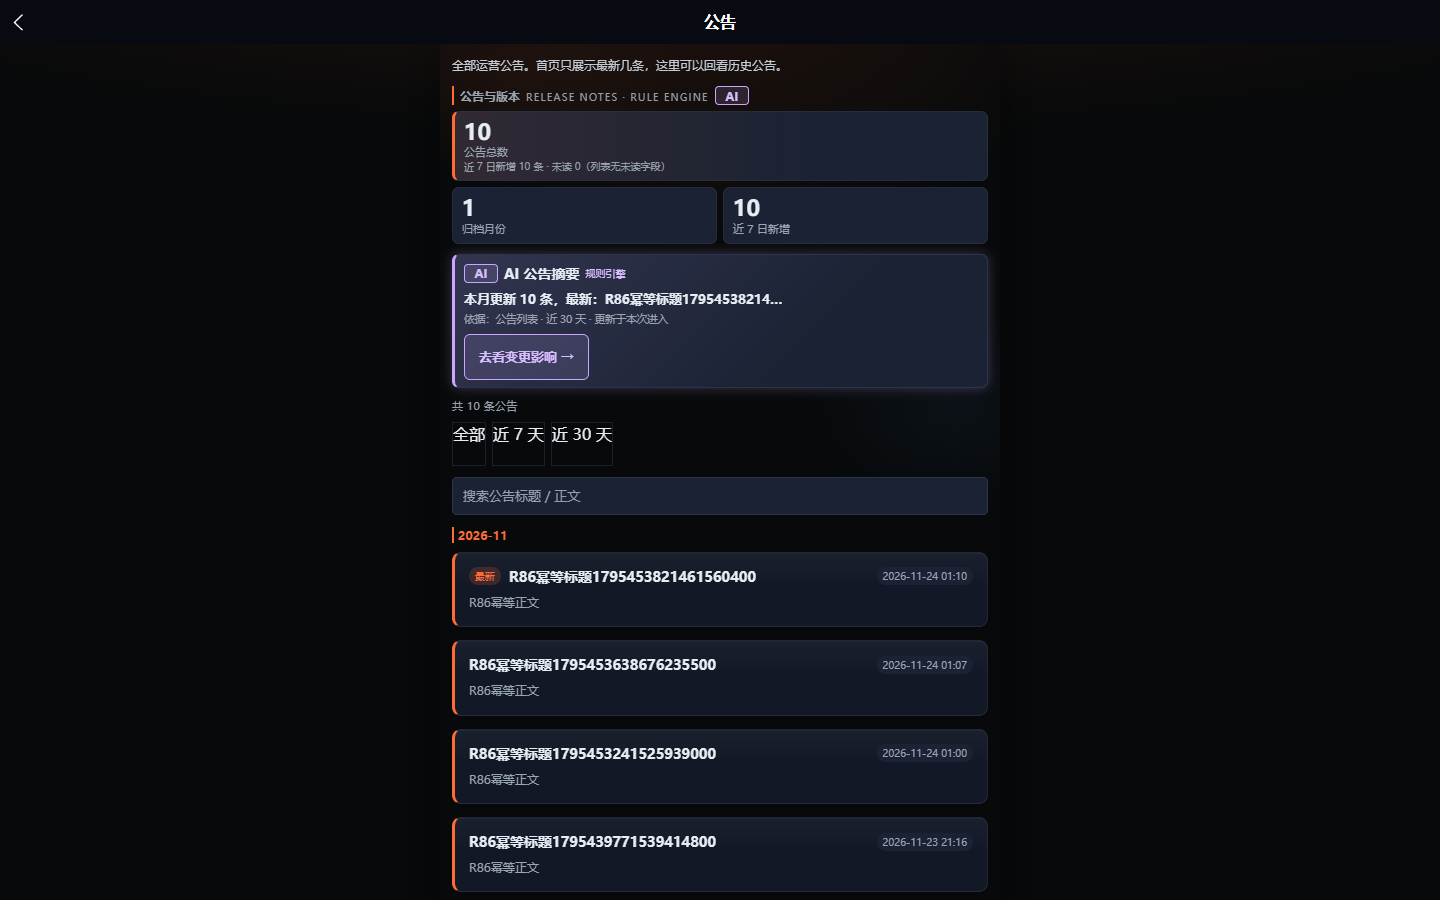 公告
全部运营公告。首页只展示最新几条，这里可以回看历史公告。
公告与版本 RELEASE NOTES · RULE ENGINE AI
10
公告总数
近 7 日新增 10 条 · 未读 0（列表无未读字段）
1
归档月份
10
近 7 日新增
AI AI 公告摘要 规则引擎
本月更新 10 条，最新：R86幂等标题17954538214...
依据：公告列表 · 近 30 天 · 更新于本次进入
去看变更影响 →
共 10 条公告
全部 近 7 天 近 30 天
搜索公告标题 / 正文
2026-11
最新 R86幂等标题1795453821461560400 2026-11-24 01:10
R86幂等正文
R86幂等标题1795453638676235500 2026-11-24 01:07
R86幂等正文
R86幂等标题1795453241525939000 2026-11-24 01:00
R86幂等正文
R86幂等标题1795439771539414800 2026-11-23 21:16
R86幂等正文